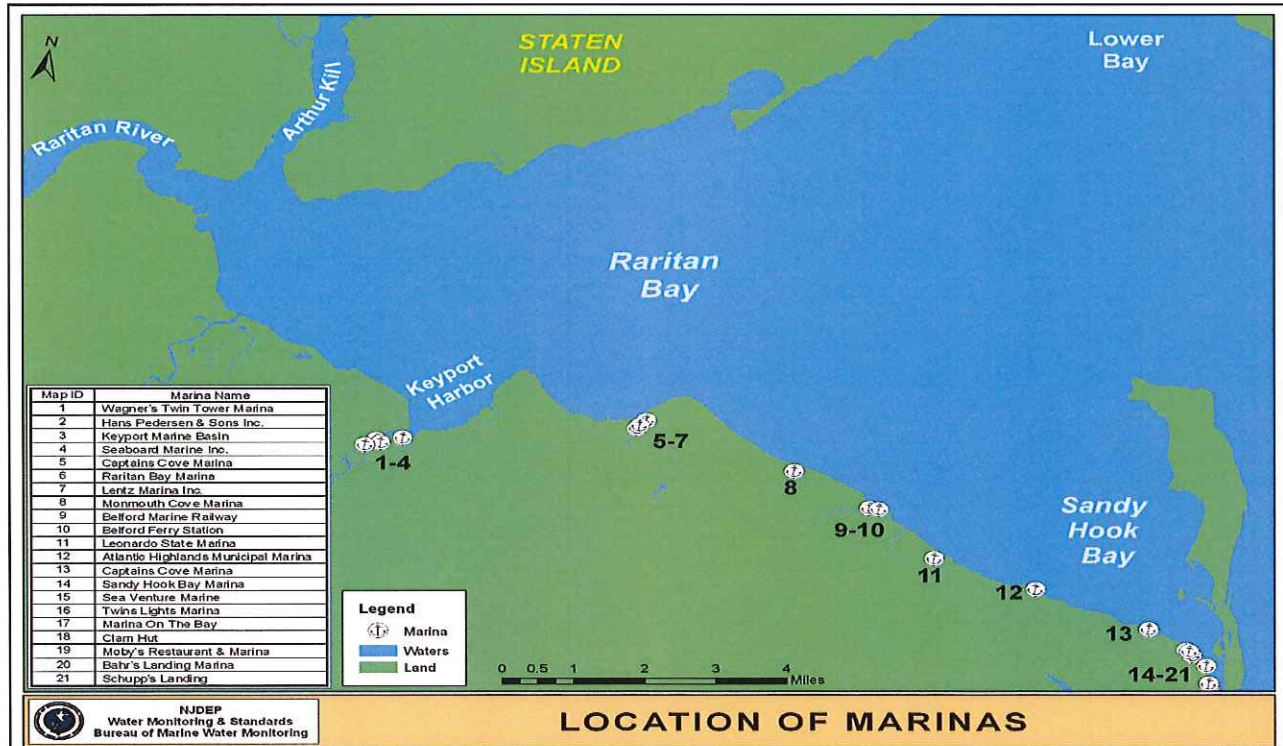 N
STATEN
ISLAND
Lower
Bay
Arthur Kill
Raritan River
Raritan
Bay
Keyport
Harbor
Sandy
Hook
Bay
1-4
5-7
8
9-10
11
12
13
14-21
Map ID Marina Name
1 Wagner's Twin Tower Marina
2 Hans Pedersen & Sons Inc.
3 Keyport Marine Basin
4 Seaboard Marine Inc.
5 Captains Cove Marina
6 Raritan Bay Marina
7 Lentz Marina Inc.
8 Monmouth Cove Marina
9 Belford Marine Railway
10 Belford Ferry Station
11 Leonardo State Marina
12 Atlantic Highlands Municipal Marina
13 Captains Cove Marina
14 Sandy Hook Bay Marina
15 Sea Venture Marine
16 Twins Lights Marina
17 Marina On The Bay
18 Clam Hut
19 Moby's Restaurant & Marina
20 Bahr's Landing Marina
21 Schupp's Landing
Legend
Marina
Waters
Land
0 0.5 1 2 3 4
Miles
NJDEP
Water Monitoring & Standards
Bureau of Marine Water Monitoring
LOCATION OF MARINAS